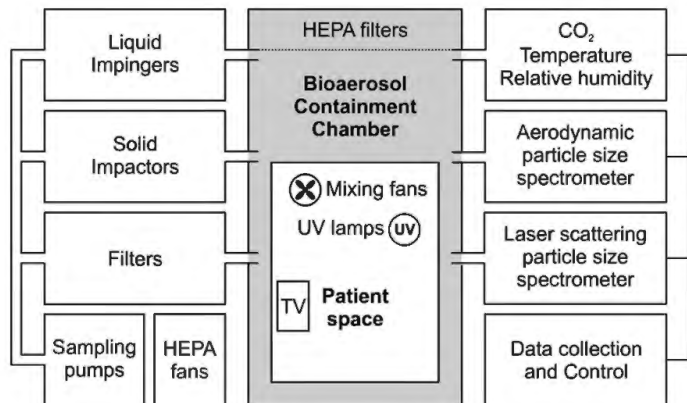 Liquid
Impingers
Solid
Impactors
Filters
Sampling
pumps
HEPA
fans
HEPA filters
Bioaerosol
Containment
Chamber
Mixing fans
UV lamps UV
TV
Patient
space
CO₂
Temperature
Relative humidity
Aerodynamic
particle size
spectrometer
Laser scattering
particle size
spectrometer
Data collection
and Control